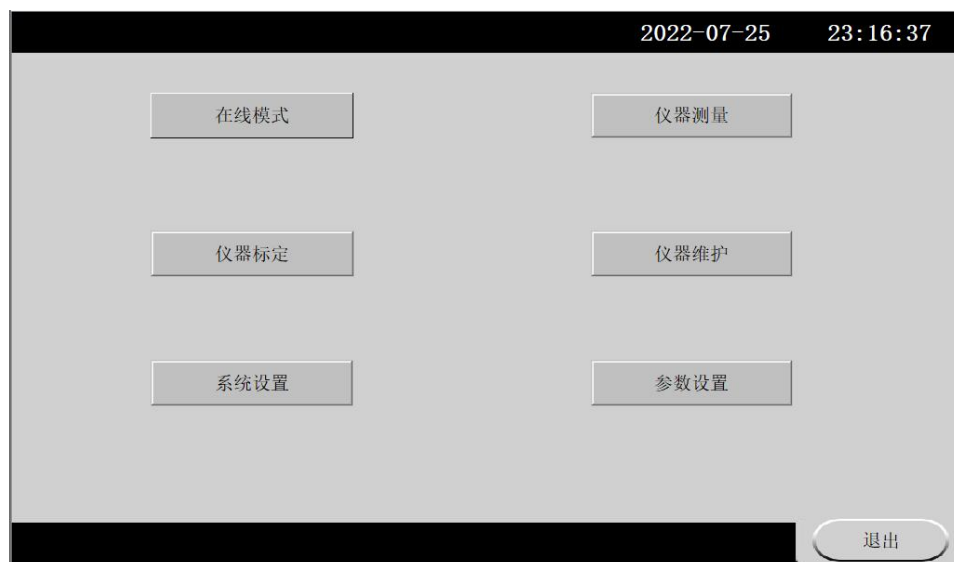 2022-07-25 23:16:37
在线模式 仪器测量
仪器标定 仪器维护
系统设置 参数设置
退出